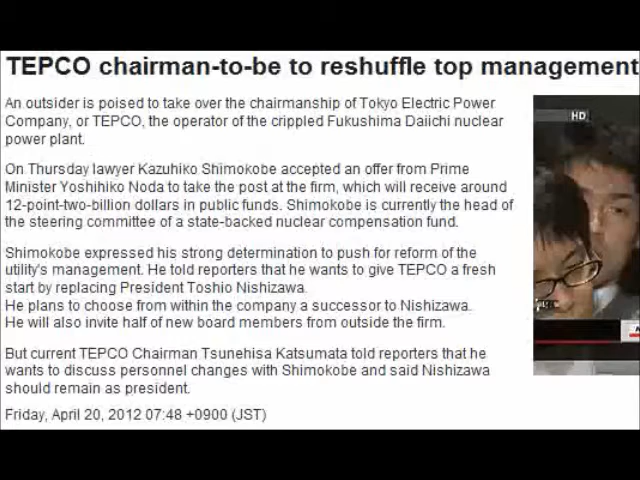 TEPCO chairman-to-be to reshuffle top management
An outsider is poised to take over the chairmanship of Tokyo Electric Power
Company, or TEPCO, the operator of the crippled Fukushima Daiichi nuclear
power plant.
On Thursday lawyer Kazuhiko Shimokobe accepted an offer from Prime
Minister Yoshihiko Noda to take the post at the firm, which will receive around
12-point-two-billion dollars in public funds. Shimokobe is currently the head of
the steering committee of a state-backed nuclear compensation fund.
Shimokobe expressed his strong determination to push for reform of the
utility's management. He told reporters that he wants to give TEPCO a fresh
start by replacing President Toshio Nishizawa.
He plans to choose from within the company a successor to Nishizawa.
He will also invite half of new board members from outside the firm.
But current TEPCO Chairman Tsunehisa Katsumata told reporters that he
wants to discuss personnel changes with Shimokobe and said Nishizawa
should remain as president.
Friday, April 20, 2012 07:48 +0900 (JST)
HD